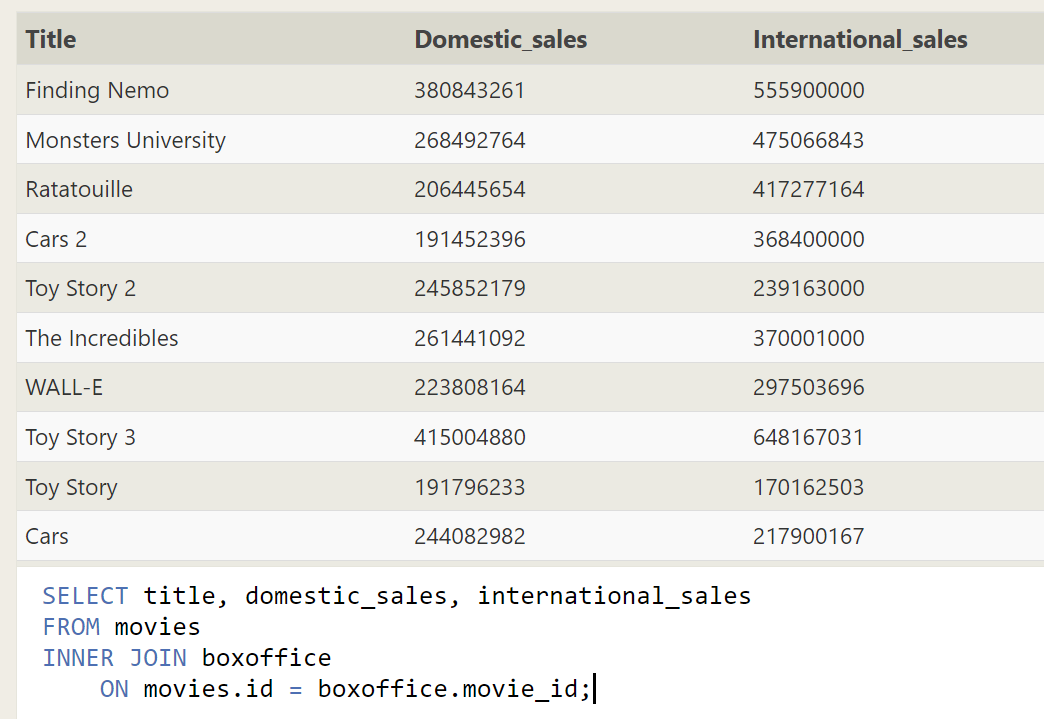 Title Domestic_sales International_sales
Finding Nemo 380843261 555900000
Monsters University 268492764 475066843
Ratatouille 206445654 417277164
Cars 2 191452396 368400000
Toy Story 2 245852179 239163000
The Incredibles 261441092 370001000
WALL-E 223808164 297503696
Toy Story 3 415004880 648167031
Toy Story 191796233 170162503
Cars 244082982 217900167
SELECT title, domestic_sales, international_sales
FROM movies
INNER JOIN boxoffice
    ON movies.id = boxoffice.movie_id;